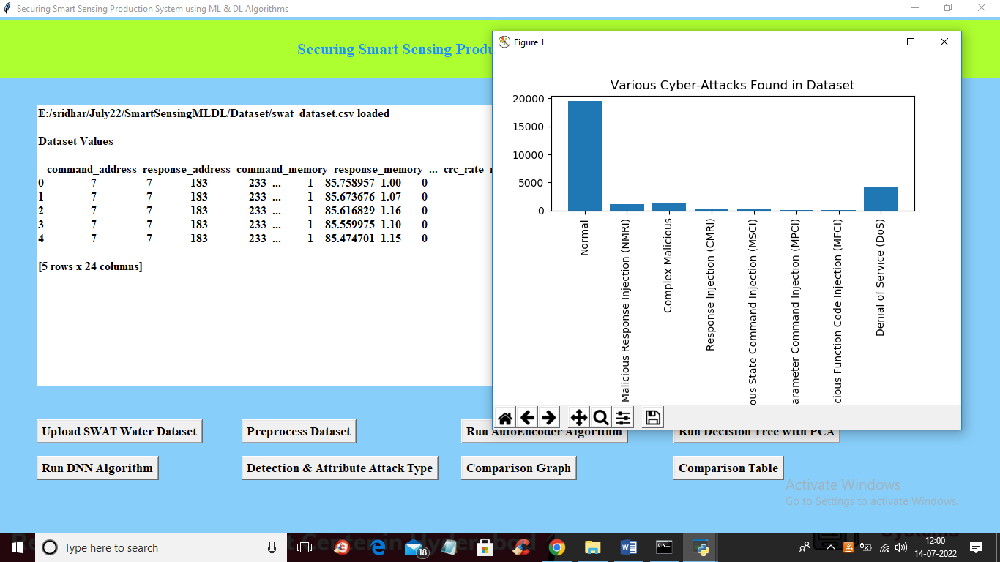 Securing Smart Sensing Production System using ML & DL Algorithms
Securing Smart Sensing Produ
E:/sridhar/July22/SmartSensingMLDL/Dataset/swat_dataset.csv loaded
Dataset Values
command_address response_address command_memory response_memory ... crc_rate
0 7 7 183 233 ... 1 85.758957 1.00 0
1 7 7 183 233 ... 1 85.673676 1.07 0
2 7 7 183 233 ... 1 85.616829 1.16 0
3 7 7 183 233 ... 1 85.559975 1.10 0
4 7 7 183 233 ... 1 85.474701 1.15 0
[5 rows x 24 columns]
Figure 1
Various Cyber-Attacks Found in Dataset
20000
15000
10000
5000
0
Normal
Malicious Response Injection (NMRI)
Complex Malicious
Response Injection (CMRI)
ous State Command Injection (MSCI)
arameter Command Injection (MPCI)
cious Function Code Injection (MFCI)
Denial of Service (DoS)
Upload SWAT Water Dataset
Preprocess Dataset
Run AutoEncoder Algorithm
Run Decision Tree with PCA
Run DNN Algorithm
Detection & Attribute Attack Type
Comparison Graph
Comparison Table
Activate Windows
Go to Settings to activate Windows.
Type here to search
18
12:00
14-07-2022